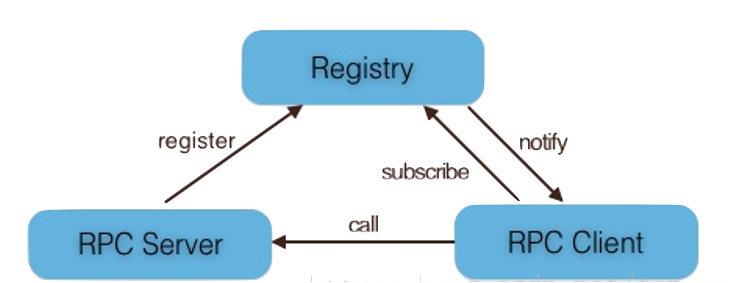 Registry
register
notify
subscribe
call
RPC Server
RPC Client